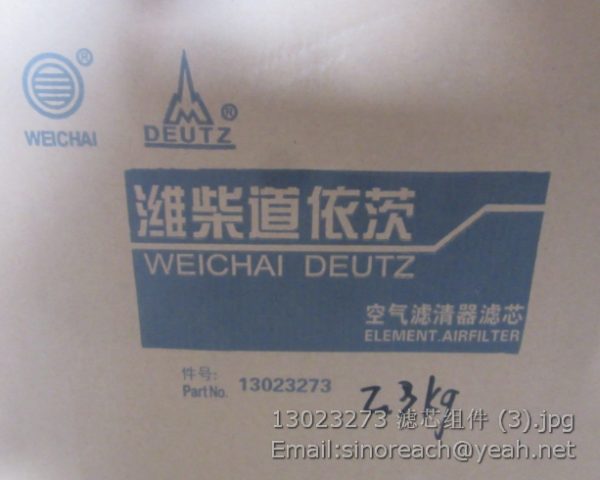 ®
WEICHAI
®
DEUTZ
潍柴道依茨
WEICHAI DEUTZ
空气滤清器滤芯
ELEMENT.AIRFILTER
件号:
Part No. 13023273
7.3kg
13023273 滤芯组件 (3).jpg
Email:sinoreach@yeah.net